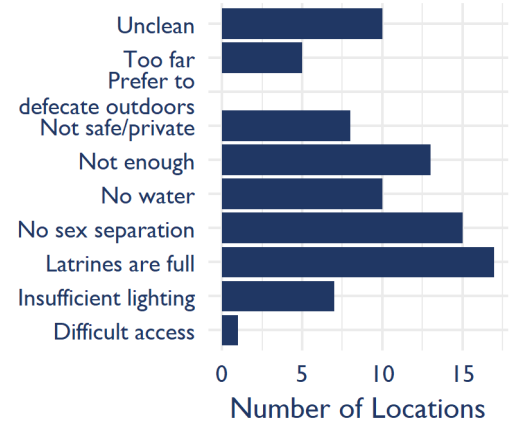 Unclean
Too far
Prefer to
defecate outdoors
Not safe/private
Not enough
No water
No sex separation
Latrines are full
Insufficient lighting
Difficult access
0 5 10 15
Number of Locations